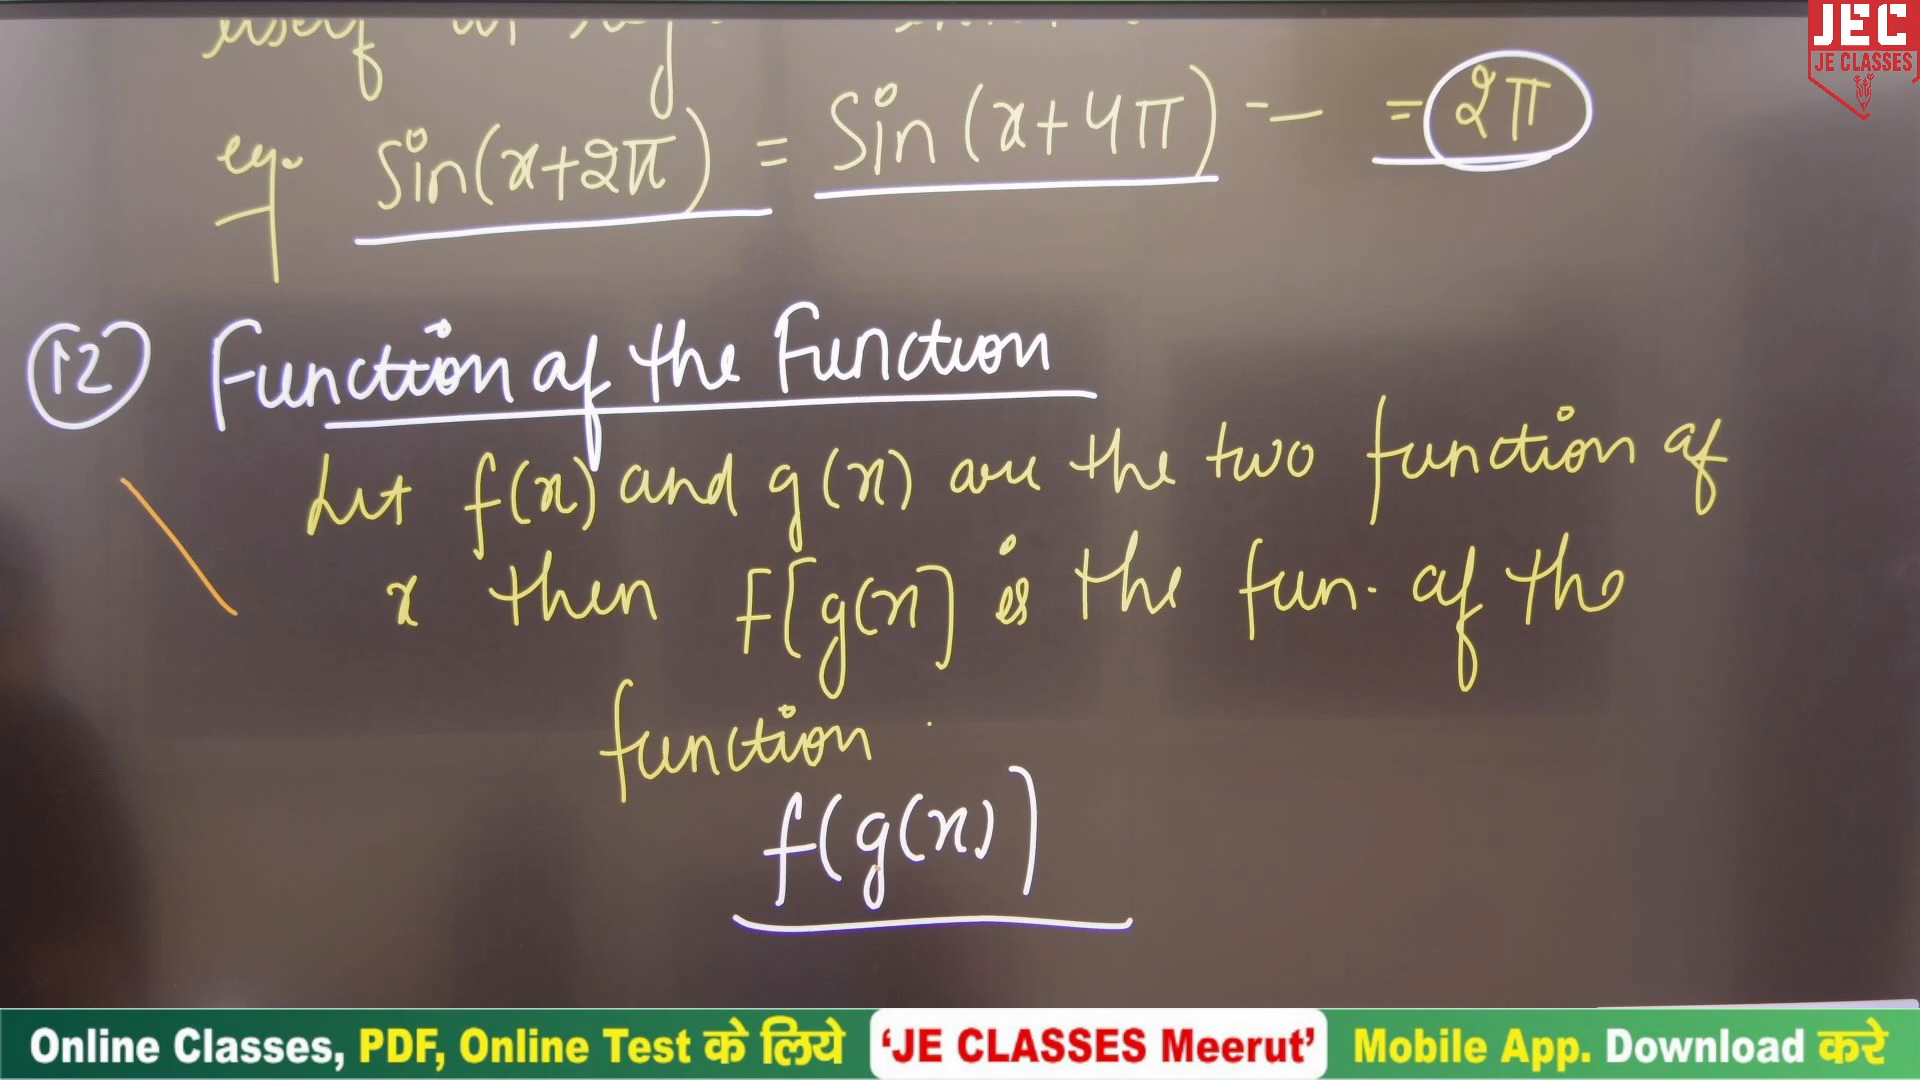 JEC
JE CLASSES
itself
eg. Sin(x+2π) = Sin(x+4π) - - = 2π
12 Function of the Function
Let f(x) and g(x) are the two function of
x then F[g(x)] is the fun. of the
function.
f(g(x))
Online Classes, PDF, Online Test के लिये 'JE CLASSES Meerut' Mobile App. Download करे